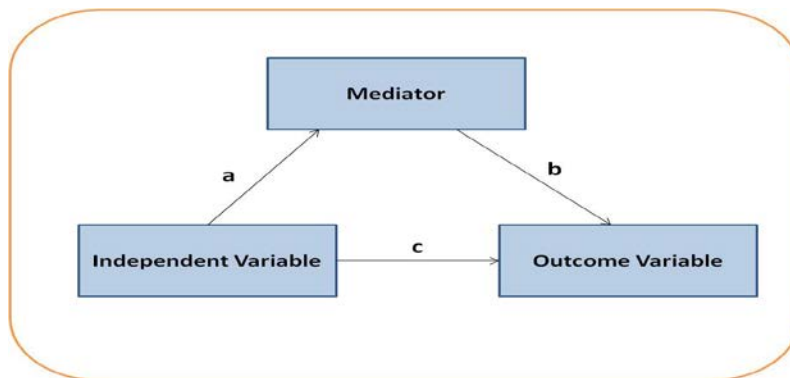 Mediator
a
b
Independent Variable
c
Outcome Variable